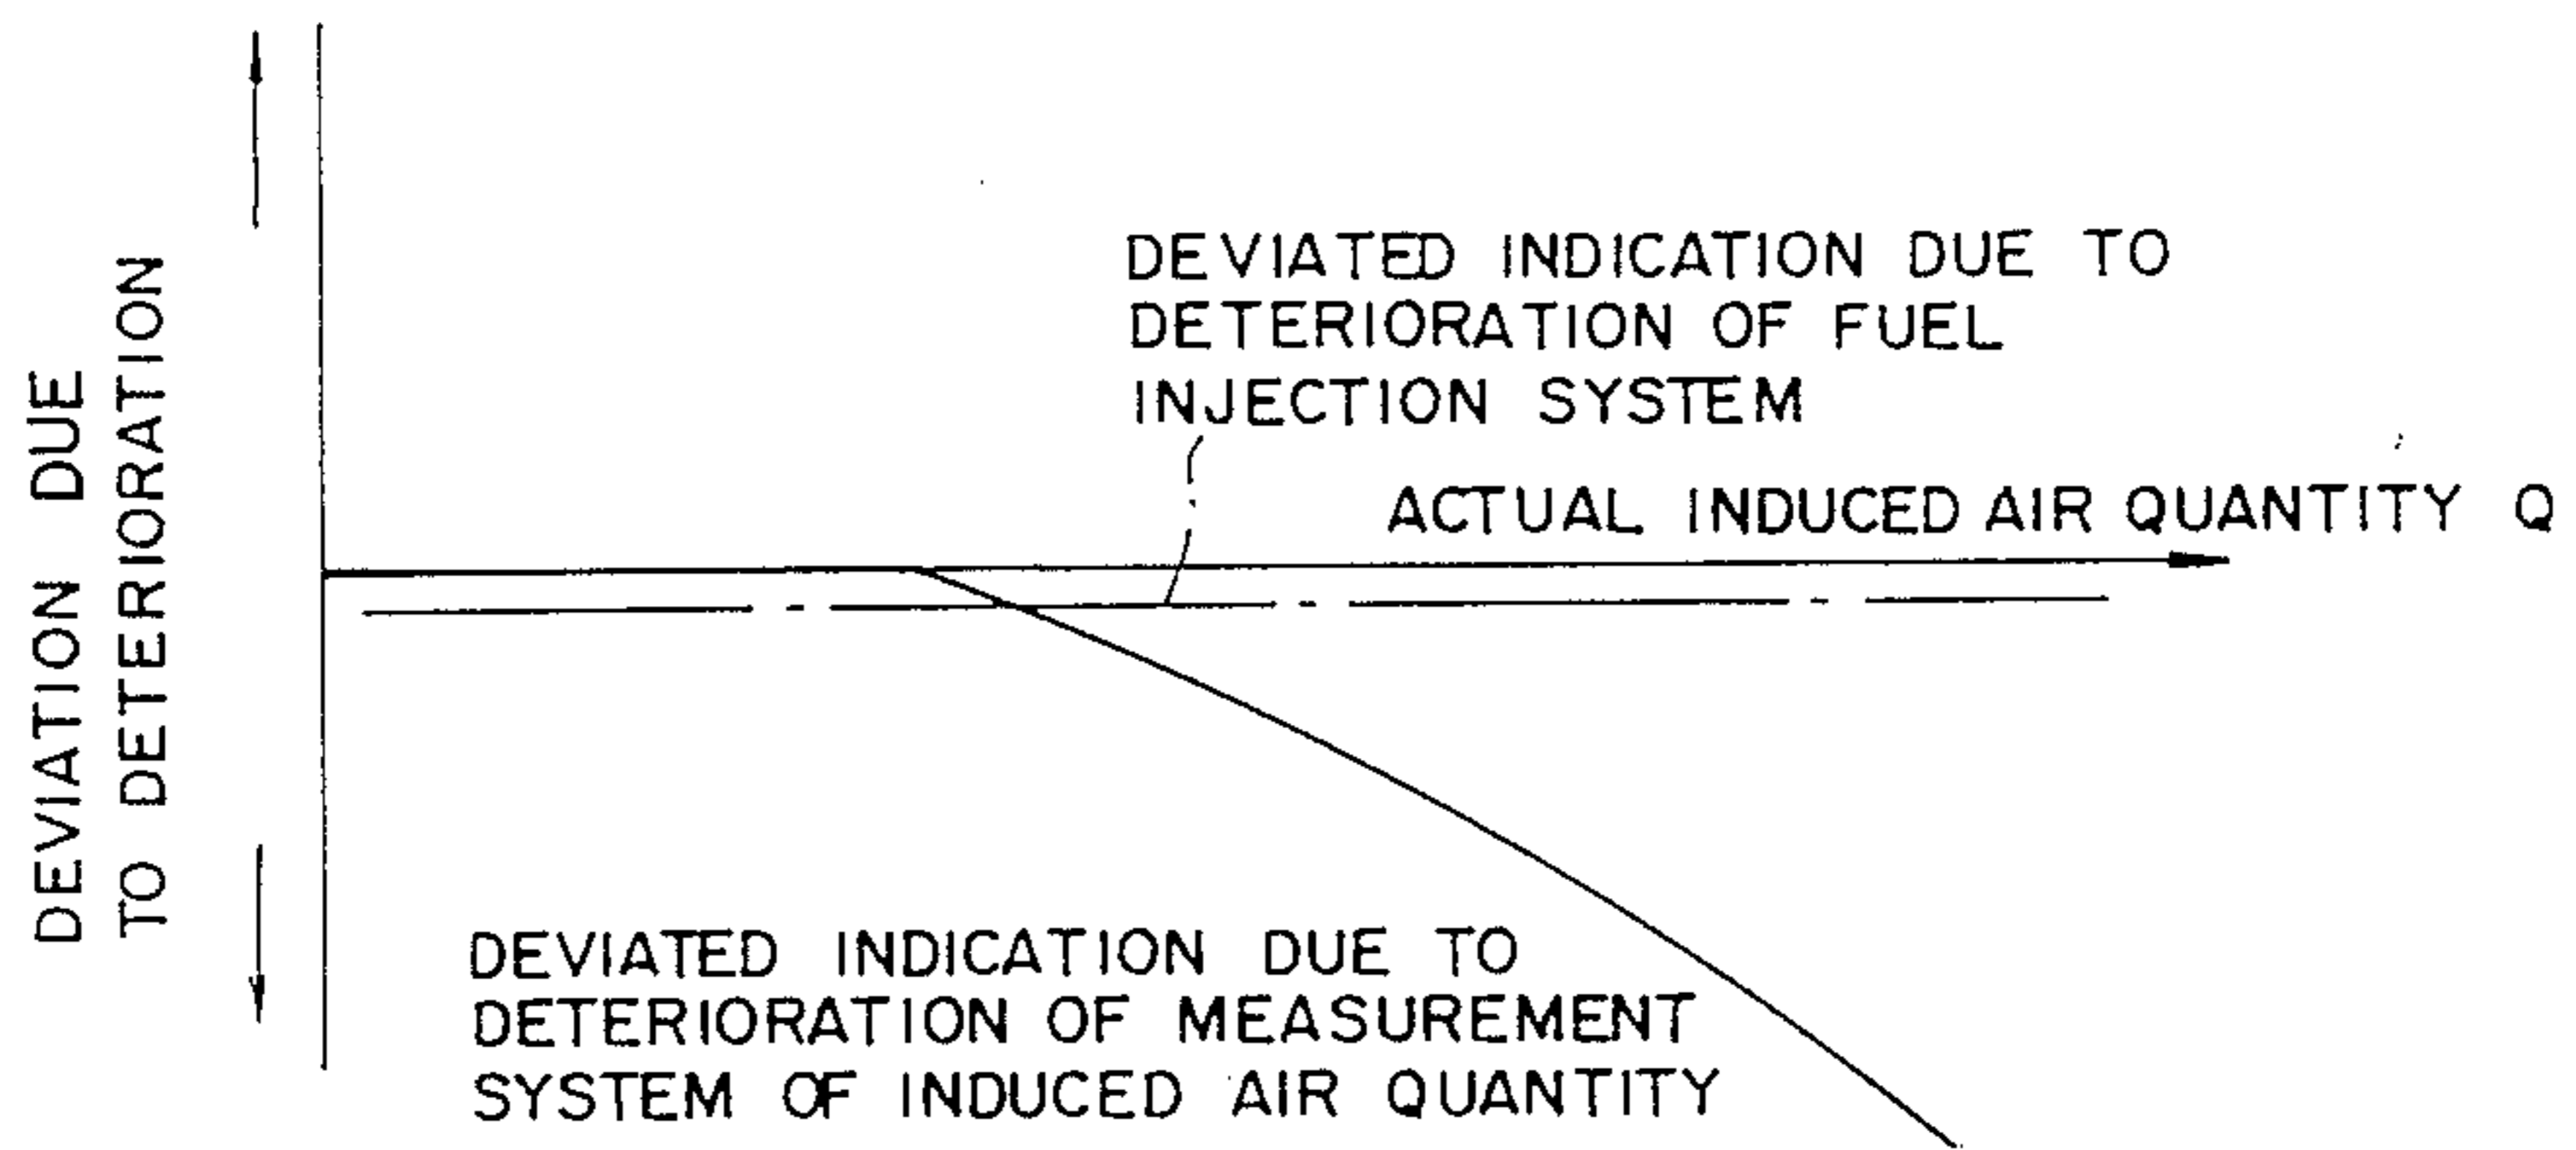 DEVIATION DUE
TO DETERIORATION
DEVIATED INDICATION DUE TO
DETERIORATION OF FUEL
INJECTION SYSTEM
ACTUAL INDUCED AIR QUANTITY Q
DEVIATED INDICATION DUE TO
DETERIORATION OF MEASUREMENT
SYSTEM OF INDUCED AIR QUANTITY